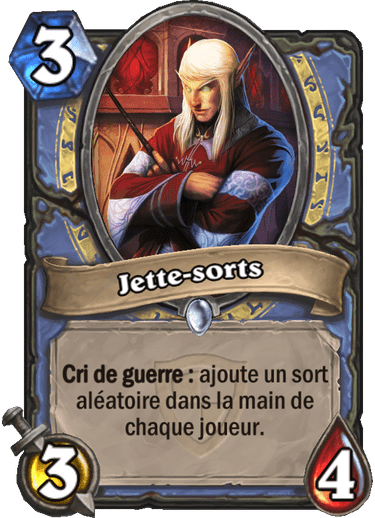 3
Jette-sorts
Cri de guerre : ajoute un sort
aléatoire dans la main de
chaque joueur.
3
4